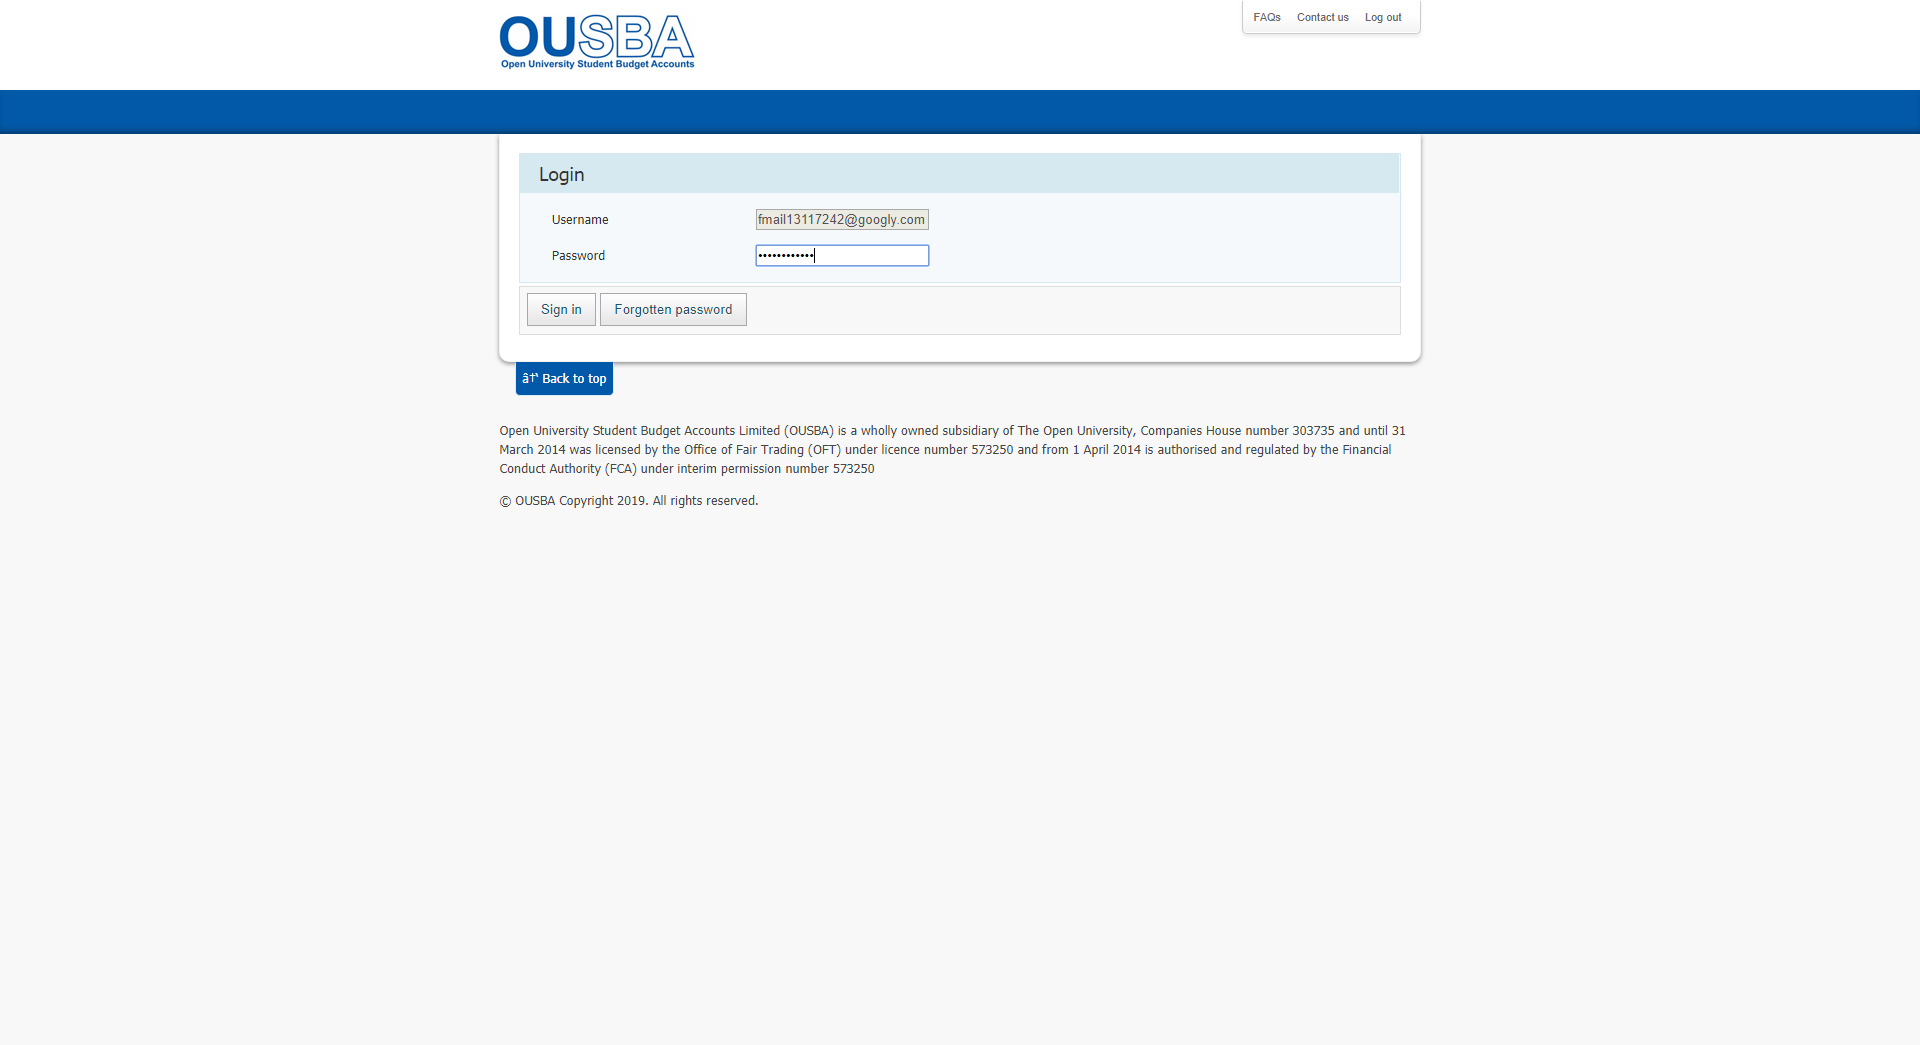 OUSBA
Open University Student Budget Accounts
FAQs Contact us Log out
Login
Username fmail13117242@googly.com
Password ••••••••••••
Sign in Forgotten password
â†‘ Back to top
Open University Student Budget Accounts Limited (OUSBA) is a wholly owned subsidiary of The Open University, Companies House number 303735 and until 31
March 2014 was licensed by the Office of Fair Trading (OFT) under licence number 573250 and from 1 April 2014 is authorised and regulated by the Financial
Conduct Authority (FCA) under interim permission number 573250
© OUSBA Copyright 2019. All rights reserved.